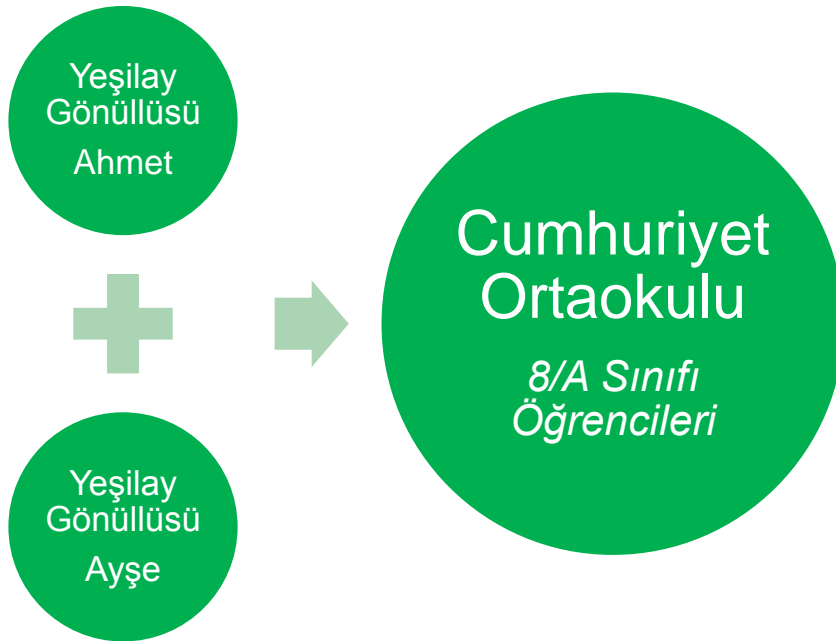 Yeşilay
Gönüllüsü
Ahmet
Yeşilay
Gönüllüsü
Ayşe
Cumhuriyet
Ortaokulu
8/A Sınıfı
Öğrencileri